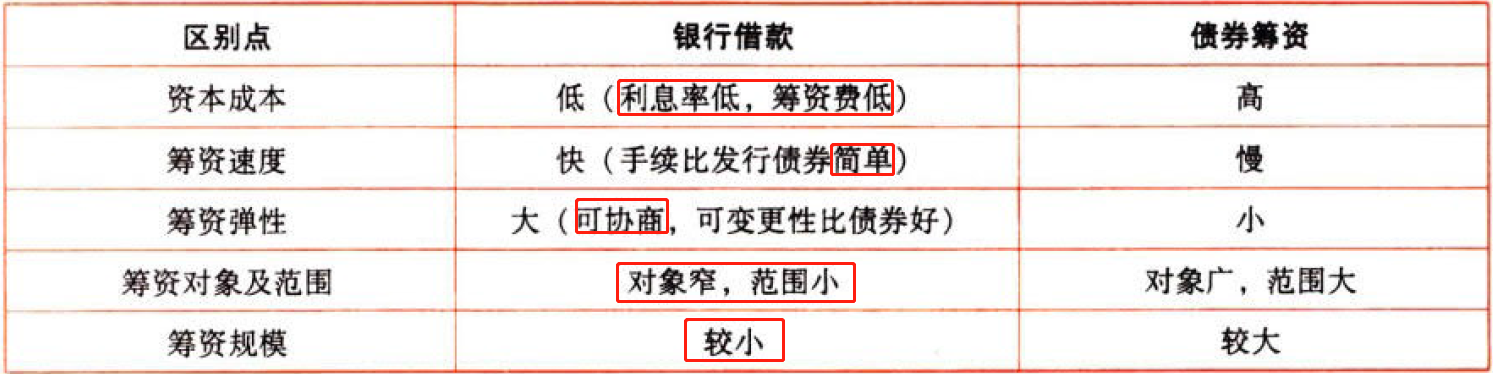 区别点 银行借款 债券筹资
资本成本 低（利息率低，筹资费低） 高
筹资速度 快（手续比发行债券简单） 慢
筹资弹性 大（可协商，可变更性比债券好） 小
筹资对象及范围 对象窄，范围小 对象广，范围大
筹资规模 较小 较大